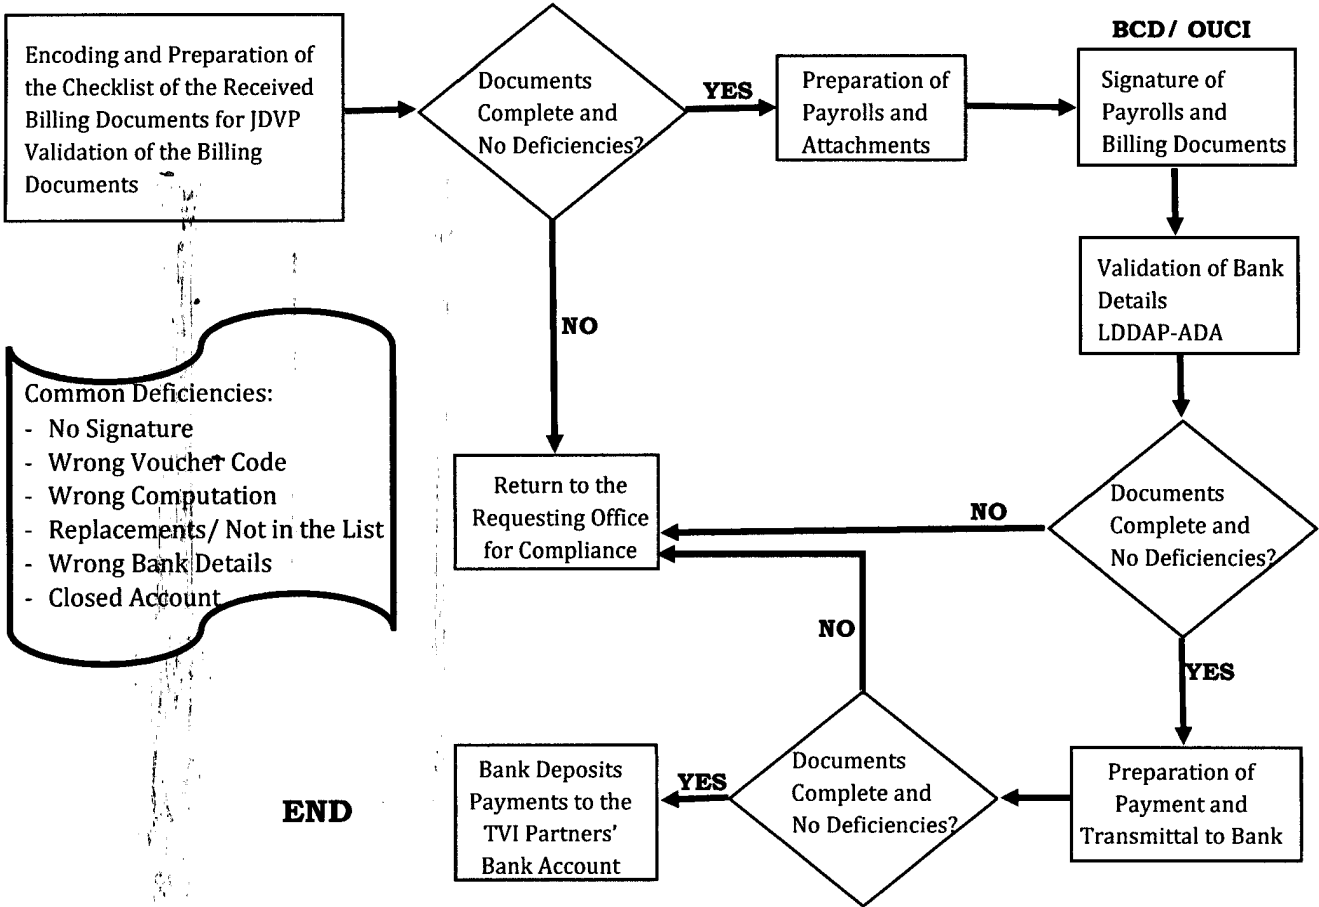 Encoding and Preparation of
the Checklist of the Received
Billing Documents for JDVP
Validation of the Billing
Documents
Documents
Complete and
No Deficiencies?
YES
Preparation of
Payrolls and
Attachments
BCD/ OUCI
Signature of
Payrolls and
Billing Documents
Validation of Bank
Details
LDDAP-ADA
NO
Common Deficiencies:
- No Signature
- Wrong Voucher Code
- Wrong Computation
- Replacements/ Not in the List
- Wrong Bank Details
- Closed Account
Return to the
Requesting Office
for Compliance
NO
Documents
Complete and
No Deficiencies?
NO
YES
Preparation of
Payment and
Transmittal to Bank
Documents
Complete and
No Deficiencies?
YES
Bank Deposits
Payments to the
TVI Partners'
Bank Account
END